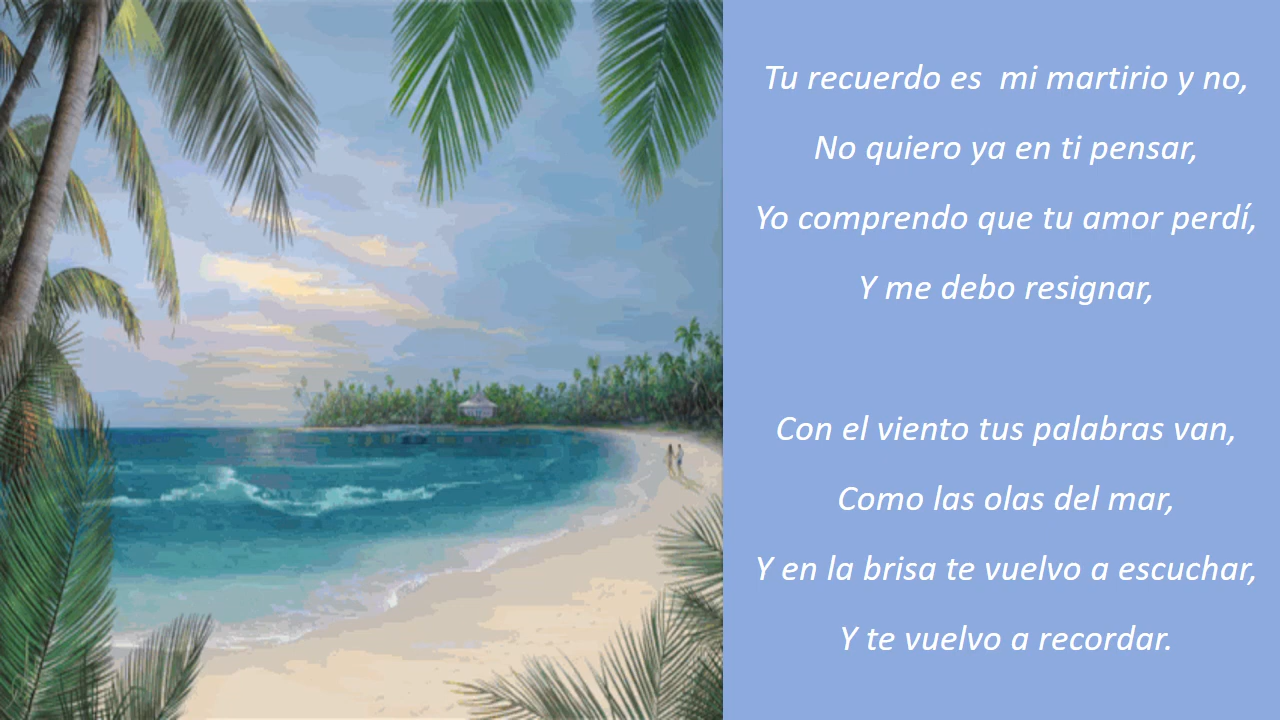 Tu recuerdo es  mi martirio y no,
No quiero ya en ti pensar,
Yo comprendo que tu amor perdí,
Y me debo resignar,
Con el viento tus palabras van,
Como las olas del mar,
Y en la brisa te vuelvo a escuchar,
Y te vuelvo a recordar.